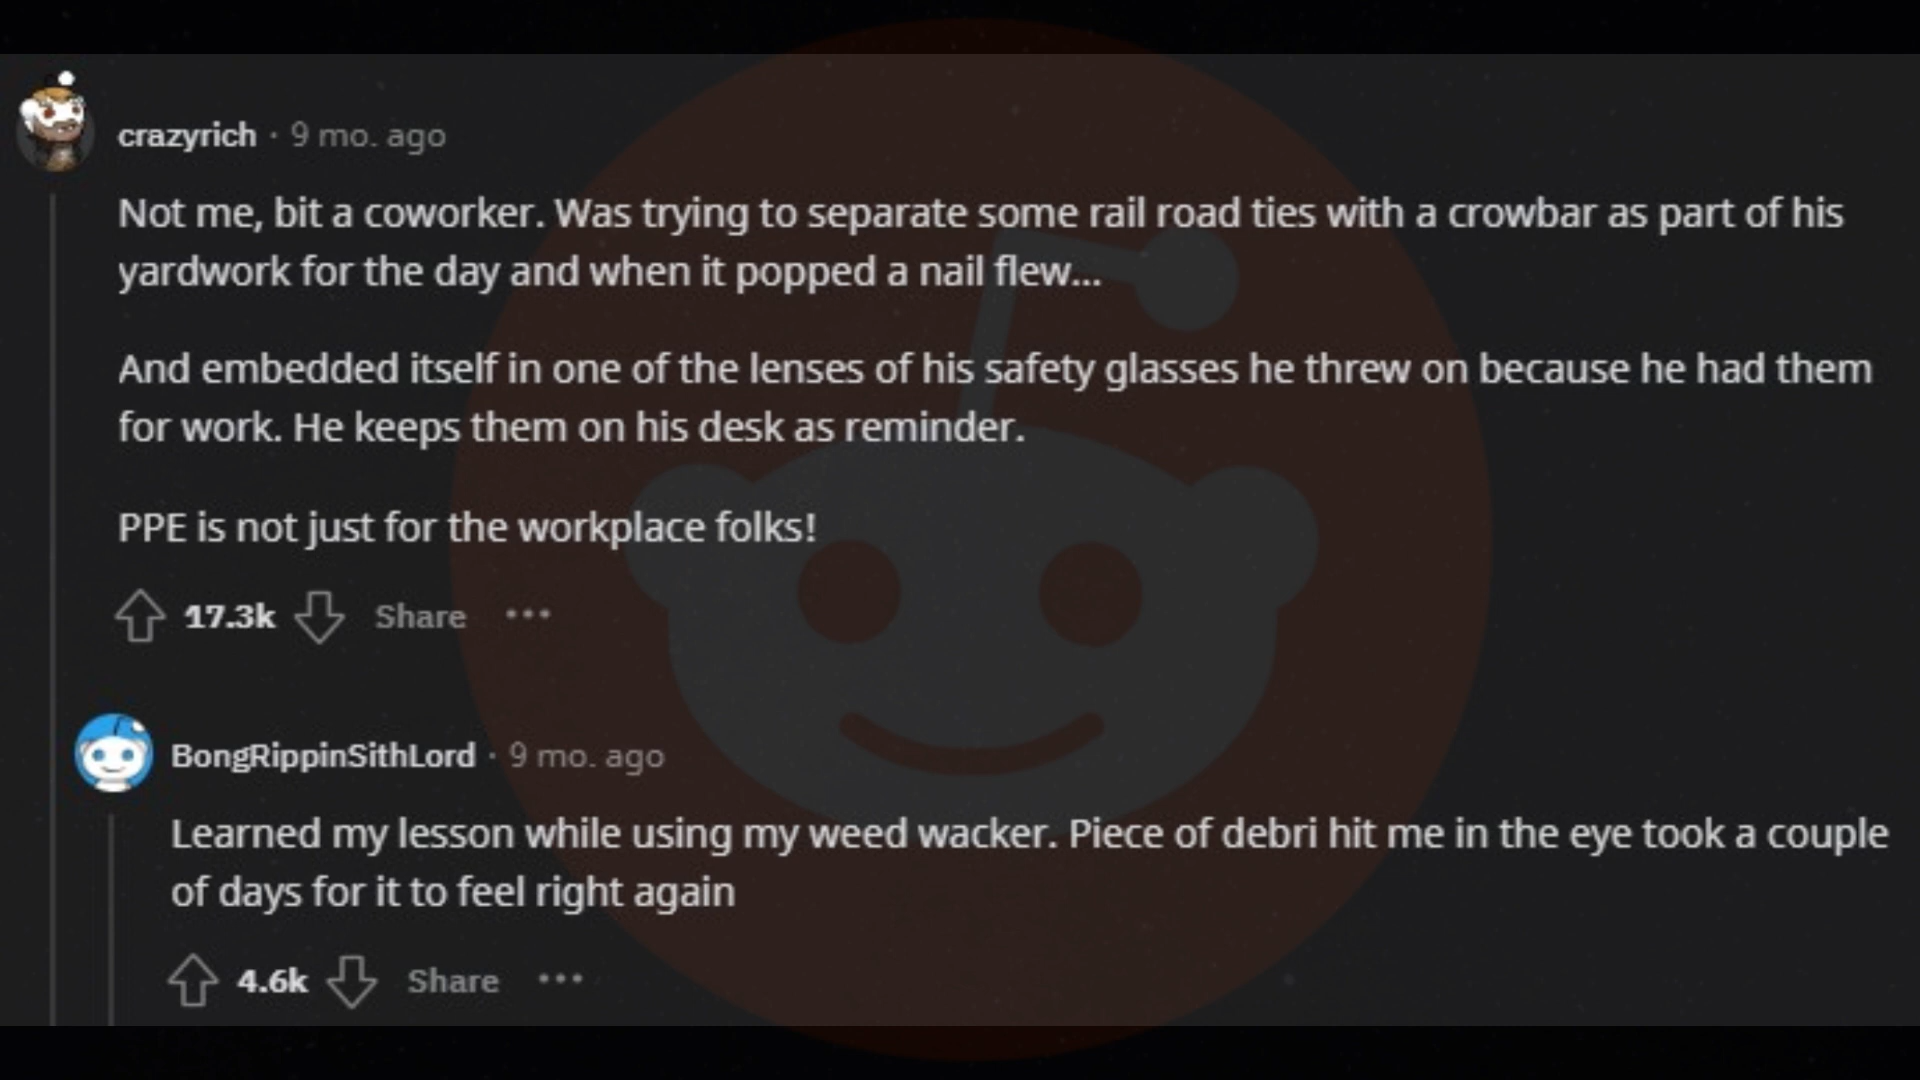 crazyrich · 9 mo. ago
Not me, bit a coworker. Was trying to separate some rail road ties with a crowbar as part of his
yardwork for the day and when it popped a nail flew...
And embedded itself in one of the lenses of his safety glasses he threw on because he had them
for work. He keeps them on his desk as reminder.
PPE is not just for the workplace folks!
17.3k Share ···
BongRippinSithLord · 9 mo. ago
Learned my lesson while using my weed wacker. Piece of debri hit me in the eye took a couple
of days for it to feel right again
4.6k Share ···